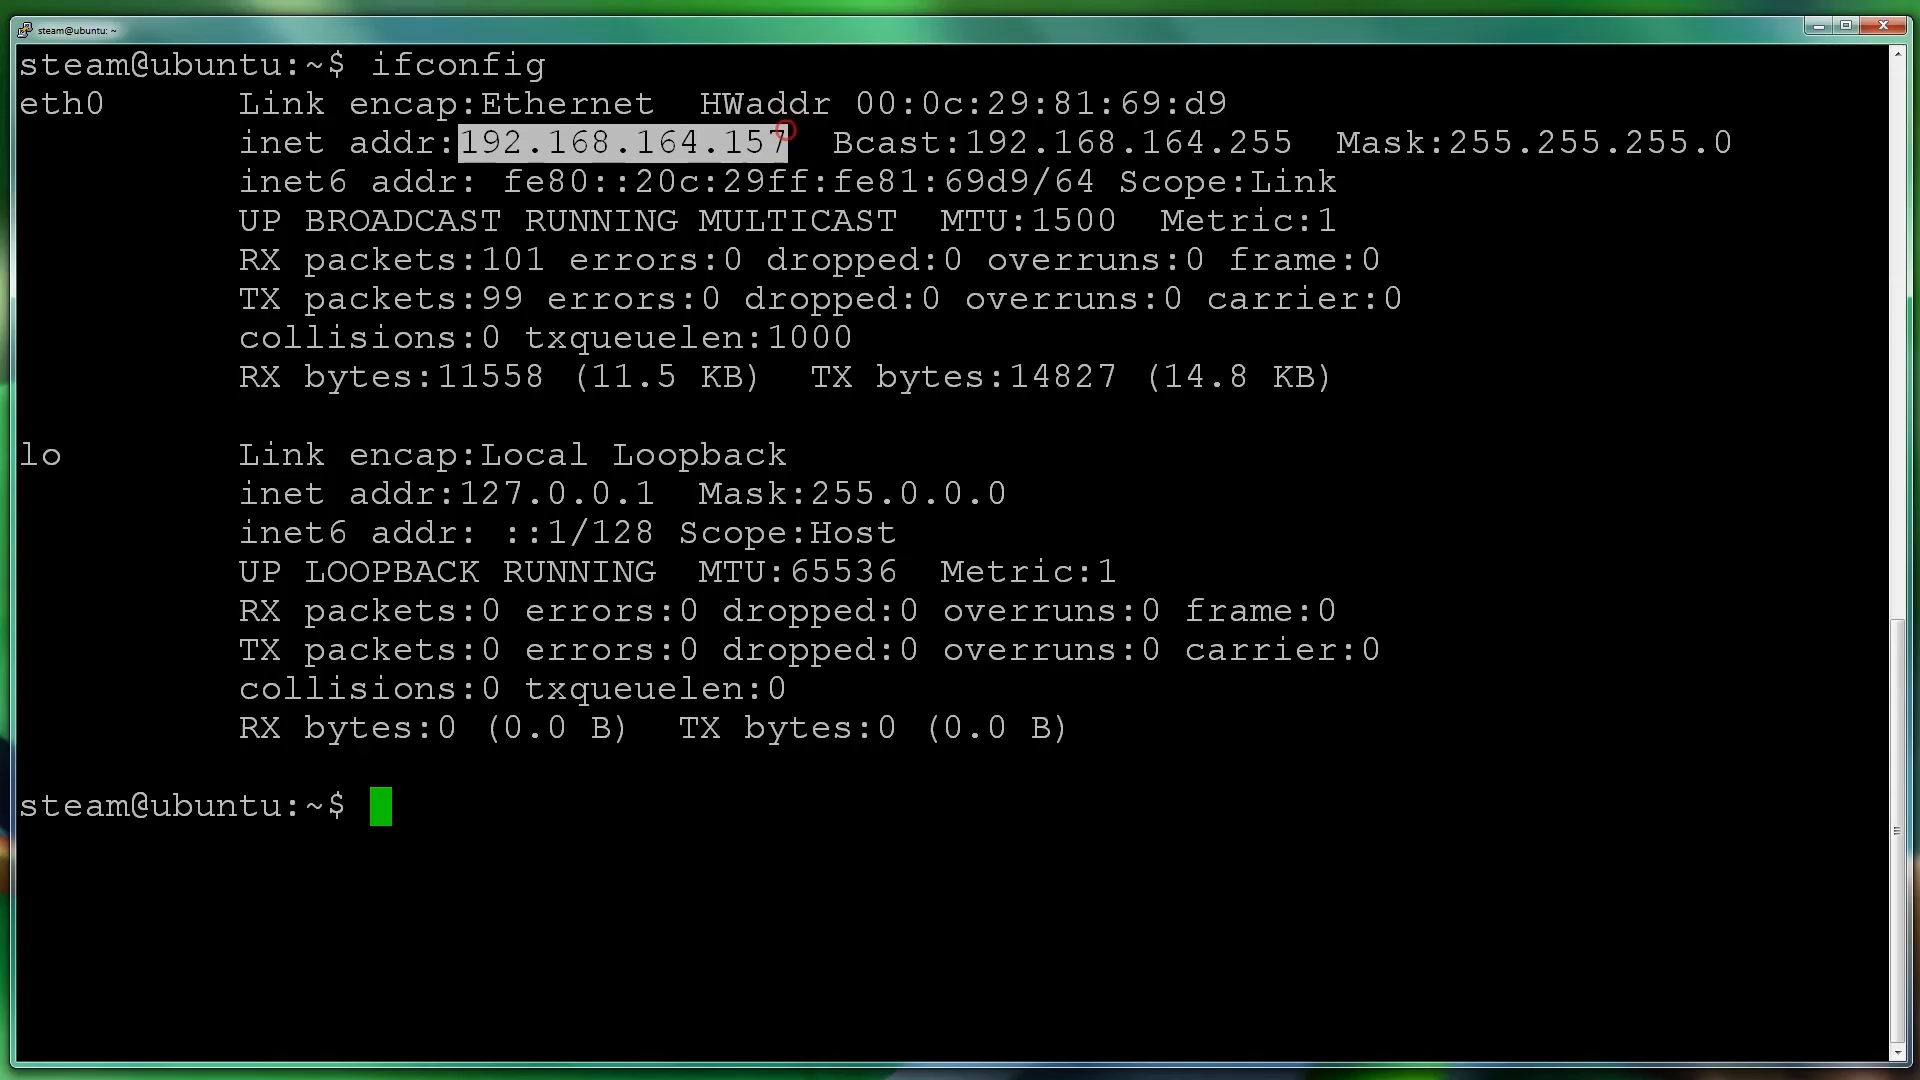 steam@ubuntu: ~
steam@ubuntu:~$ ifconfig
eth0 Link encap:Ethernet HWaddr 00:0c:29:81:69:d9
inet addr:192.168.164.157 Bcast:192.168.164.255 Mask:255.255.255.0
inet6 addr: fe80::20c:29ff:fe81:69d9/64 Scope:Link
UP BROADCAST RUNNING MULTICAST MTU:1500 Metric:1
RX packets:101 errors:0 dropped:0 overruns:0 frame:0
TX packets:99 errors:0 dropped:0 overruns:0 carrier:0
collisions:0 txqueuelen:1000
RX bytes:11558 (11.5 KB) TX bytes:14827 (14.8 KB)
lo Link encap:Local Loopback
inet addr:127.0.0.1 Mask:255.0.0.0
inet6 addr: ::1/128 Scope:Host
UP LOOPBACK RUNNING MTU:65536 Metric:1
RX packets:0 errors:0 dropped:0 overruns:0 frame:0
TX packets:0 errors:0 dropped:0 overruns:0 carrier:0
collisions:0 txqueuelen:0
RX bytes:0 (0.0 B) TX bytes:0 (0.0 B)
steam@ubuntu:~$